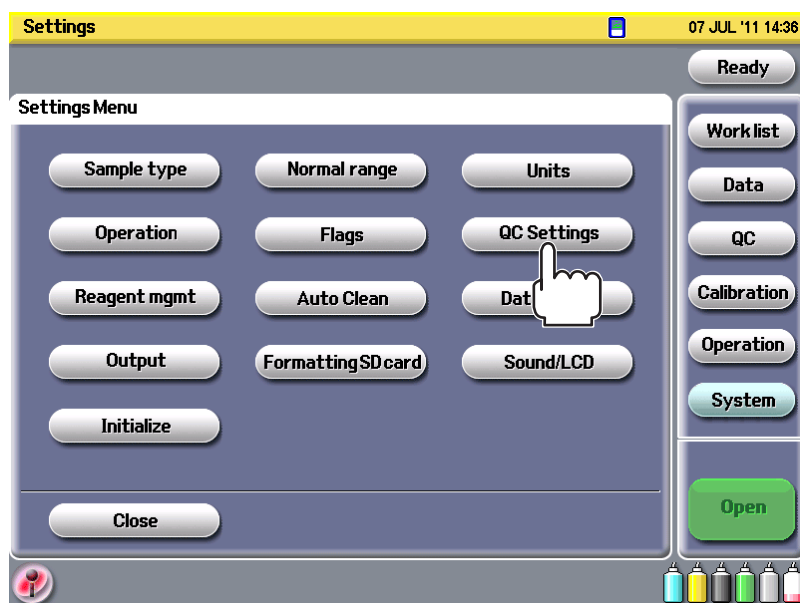 Settings
07 JUL '11 14:36
Ready
Settings Menu
Sample type
Normal range
Units
Operation
Flags
QC Settings
Reagent mgmt
Auto Clean
Output
Formatting SD card
Sound/LCD
Initialize
Close
Work list
Data
QC
Calibration
Operation
System
Open